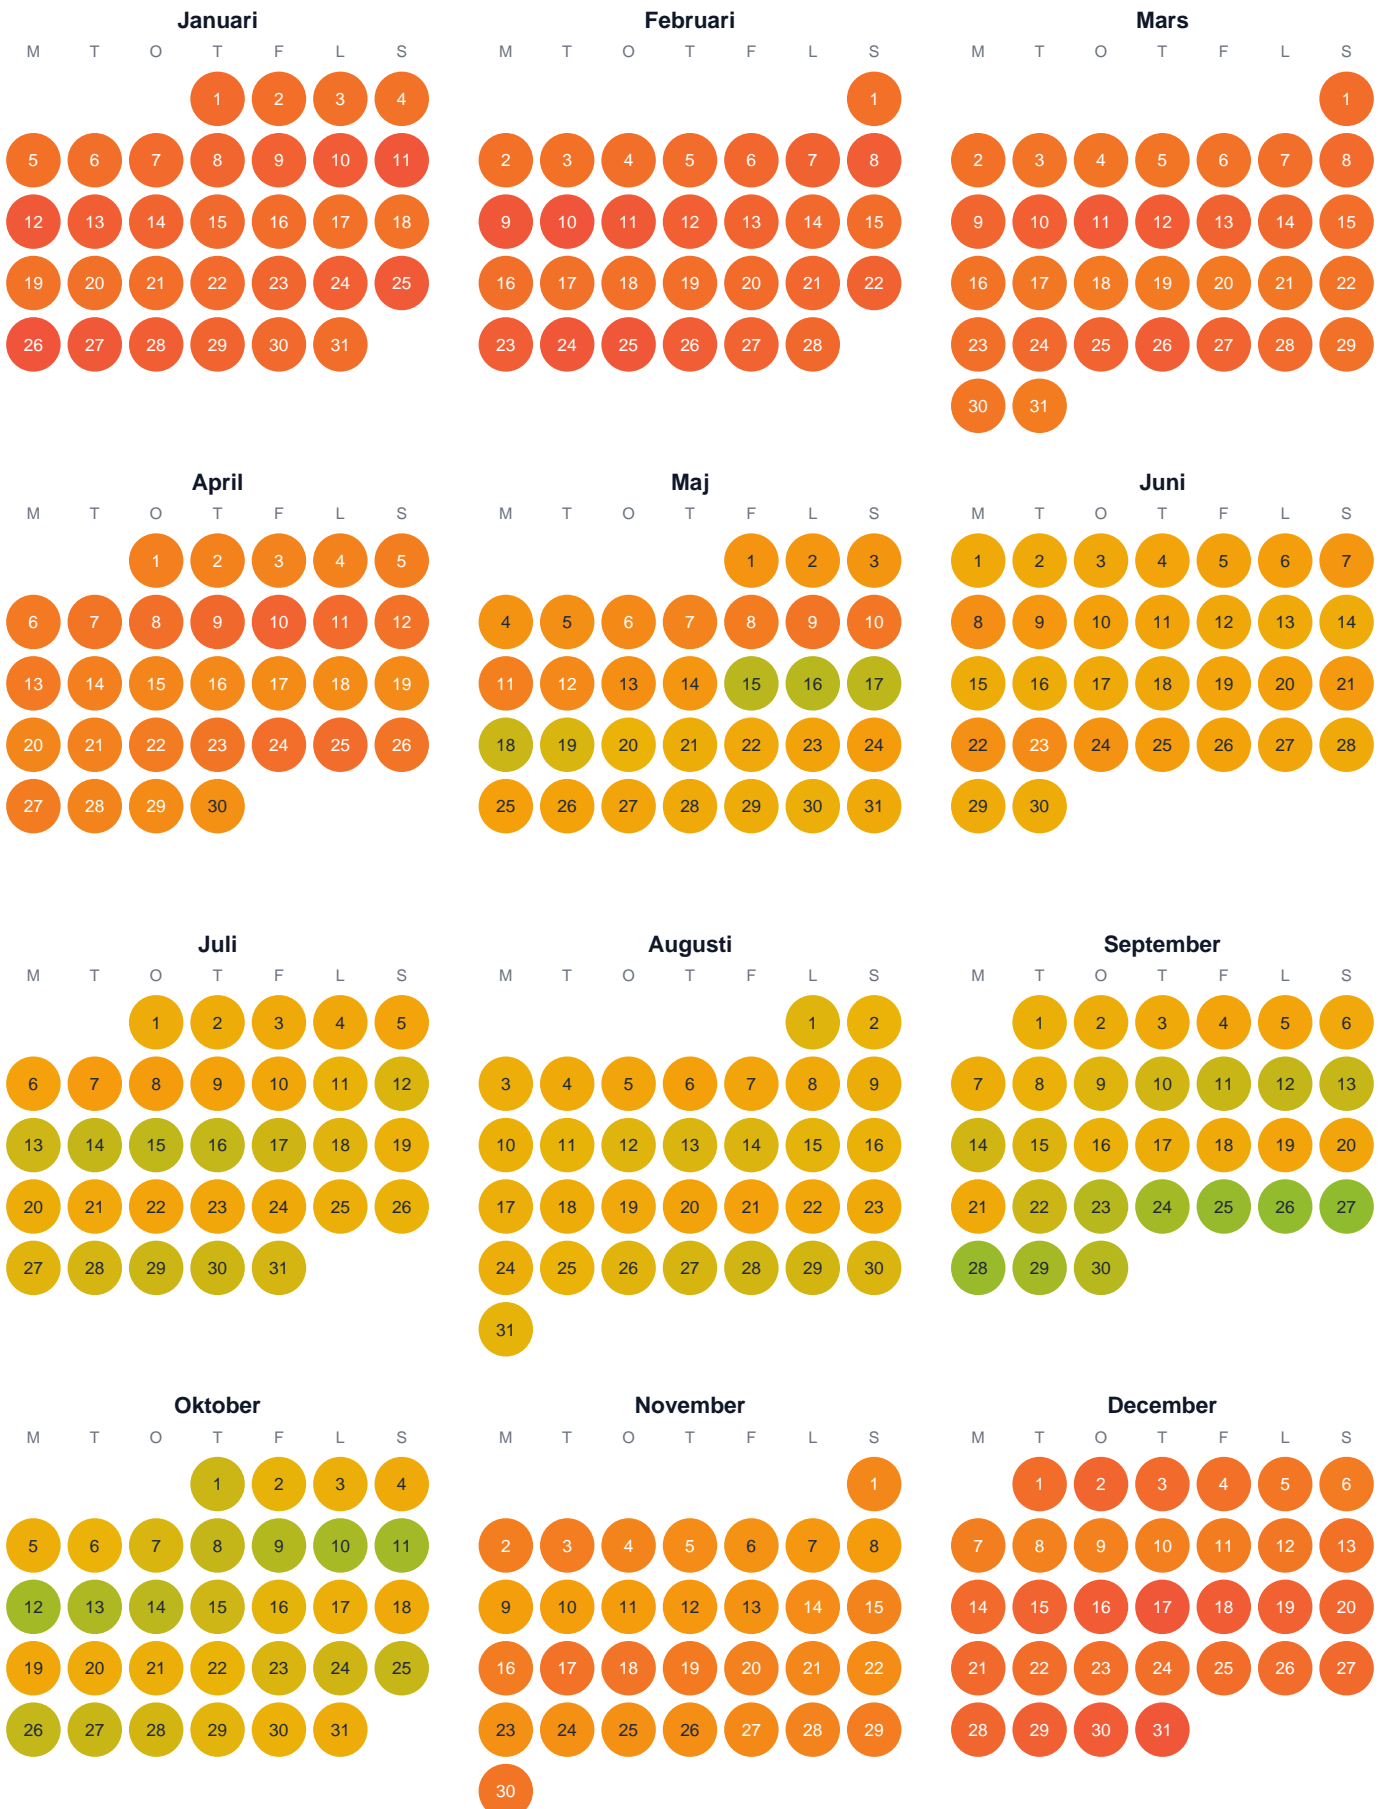 Januari Februari Mars
M T O T F L S M T O T F L S M T O T F L S
1 2 3 4 1 1
5 6 7 8 9 10 11 2 3 4 5 6 7 8 2 3 4 5 6 7 8
12 13 14 15 16 17 18 9 10 11 12 13 14 15 9 10 11 12 13 14 15
19 20 21 22 23 24 25 16 17 18 19 20 21 22 16 17 18 19 20 21 22
26 27 28 29 30 31 23 24 25 26 27 28 23 24 25 26 27 28 29
30 31
April Maj Juni
M T O T F L S M T O T F L S M T O T F L S
1 2 3 4 5 1 2 3 1 2 3 4 5 6 7
6 7 8 9 10 11 12 4 5 6 7 8 9 10 8 9 10 11 12 13 14
13 14 15 16 17 18 19 11 12 13 14 15 16 17 15 16 17 18 19 20 21
20 21 22 23 24 25 26 18 19 20 21 22 23 24 22 23 24 25 26 27 28
27 28 29 30 25 26 27 28 29 30 31 29 30
Juli Augusti September
M T O T F L S M T O T F L S M T O T F L S
1 2 3 4 5 1 2 1 2 3 4 5 6
6 7 8 9 10 11 12 3 4 5 6 7 8 9 7 8 9 10 11 12 13
13 14 15 16 17 18 19 10 11 12 13 14 15 16 14 15 16 17 18 19 20
20 21 22 23 24 25 26 17 18 19 20 21 22 23 21 22 23 24 25 26 27
27 28 29 30 31 24 25 26 27 28 29 30 28 29 30
31
Oktober November December
M T O T F L S M T O T F L S M T O T F L S
1 2 3 4 1 1 2 3 4 5 6
5 6 7 8 9 10 11 2 3 4 5 6 7 8 7 8 9 10 11 12 13
12 13 14 15 16 17 18 9 10 11 12 13 14 15 14 15 16 17 18 19 20
19 20 21 22 23 24 25 16 17 18 19 20 21 22 21 22 23 24 25 26 27
26 27 28 29 30 31 23 24 25 26 27 28 29 28 29 30 31
30